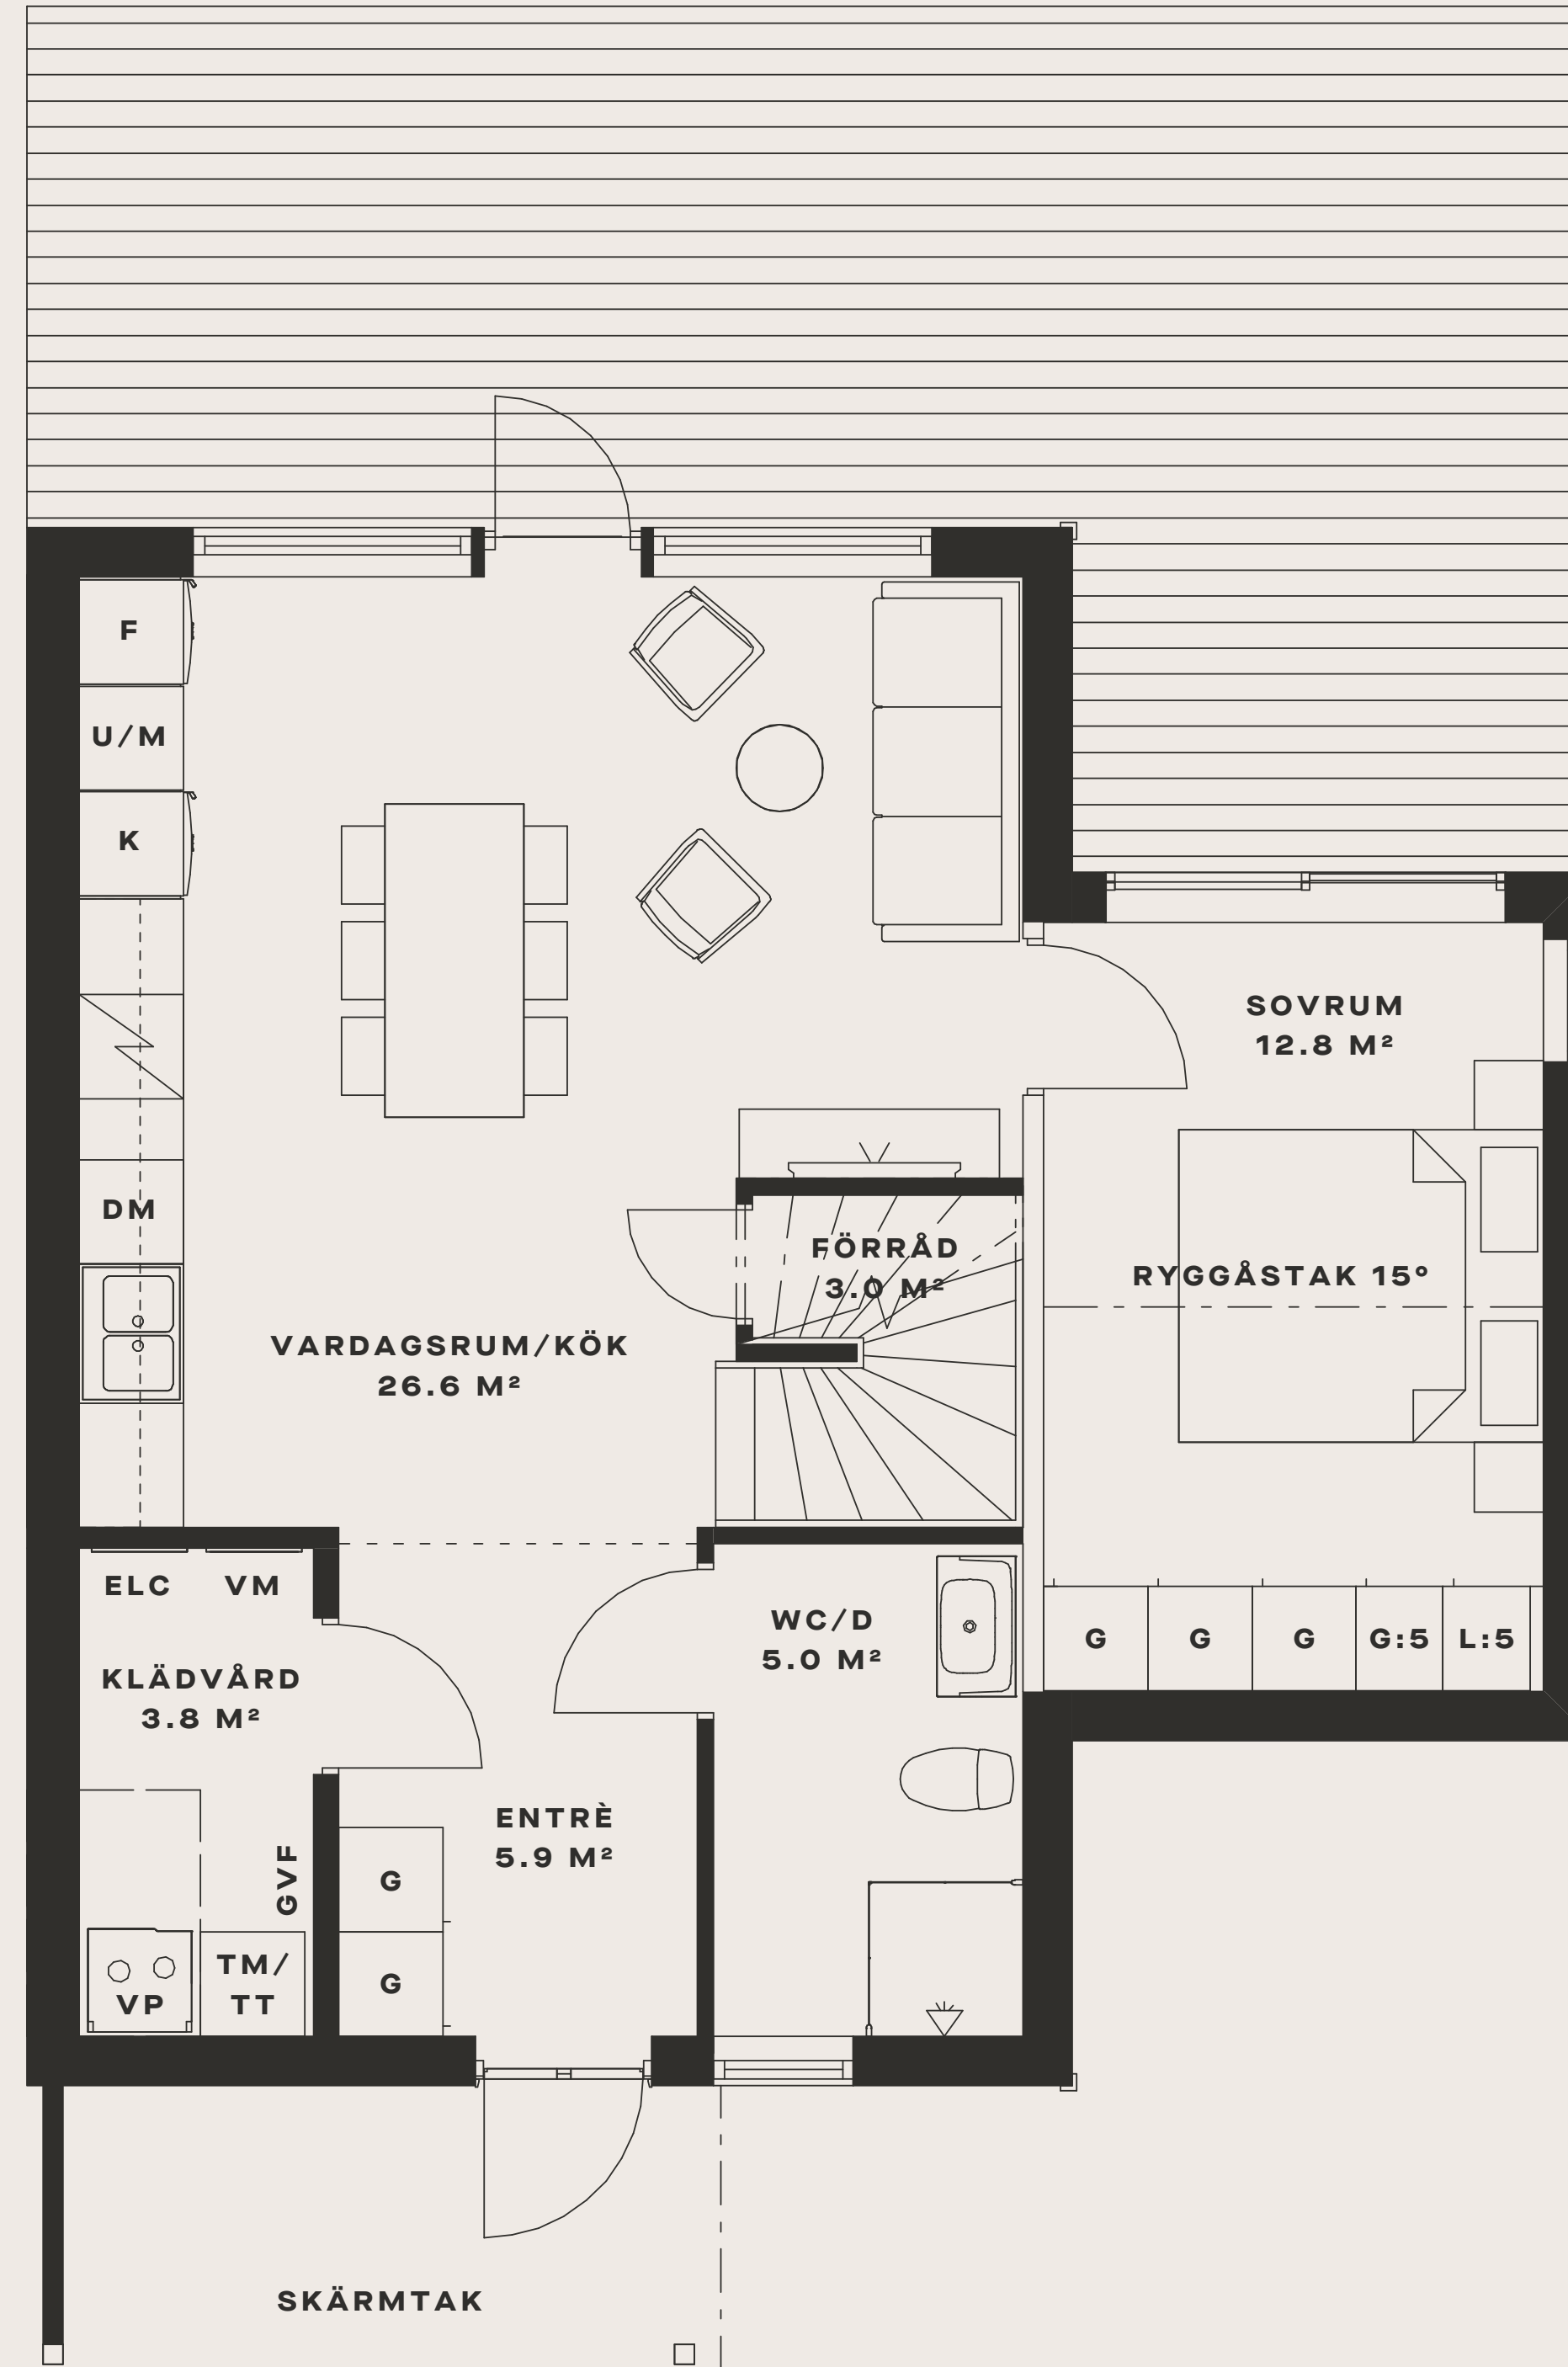 F
U/M
K
SOVRUM
12.8 M²
DM
FÖRRÅD
3.0 M²
RYGGÅSTAK 15°
VARDAGSRUM/KÖK
26.6 M²
ELC VM
WC/D
5.0 M²
G G G G:5 L:5
KLÄDVÅRD
3.8 M²
ENTRÈ
5.9 M²
GVF
G
TM/
TT
VP
G
SKÄRMTAK